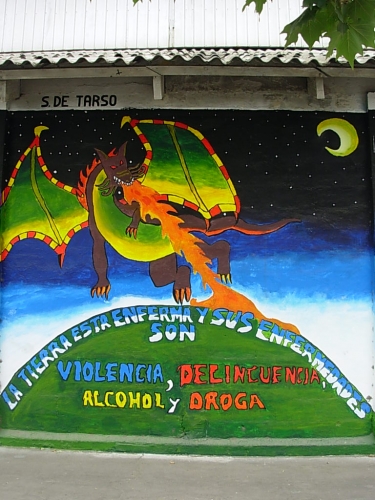 S. DE TARSO
LA TIERRA ESTA ENFERMA Y SUS ENFERMEDADES
SON
VIOLENCIA, DELINCUENCIA,
ALCOHOL y DROGA